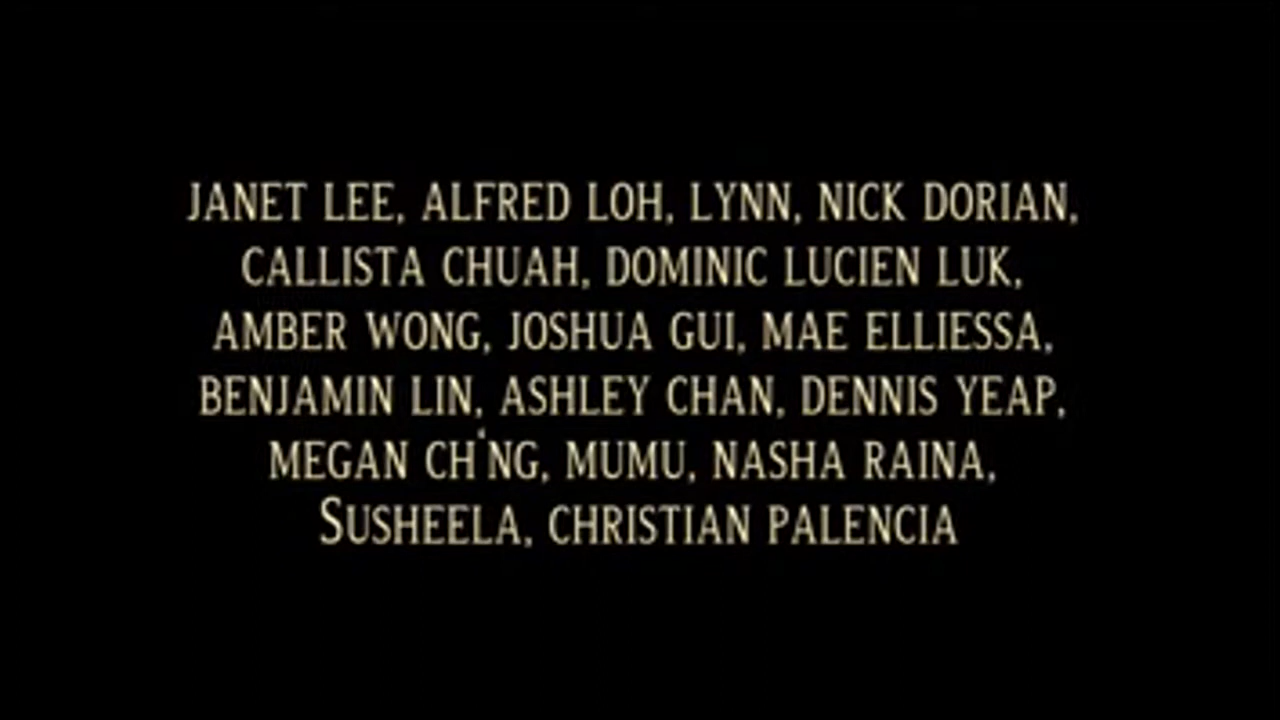 JANET LEE, ALFRED LOH, LYNN, NICK DORIAN,
CALLISTA CHUAH, DOMINIC LUCIEN LUK,
AMBER WONG, JOSHUA GUI, MAE ELLIESSA,
BENJAMIN LIN, ASHLEY CHAN, DENNIS YEAP,
MEGAN CH'NG, MUMU, NASHA RAINA,
SUSHEELA, CHRISTIAN PALENCIA